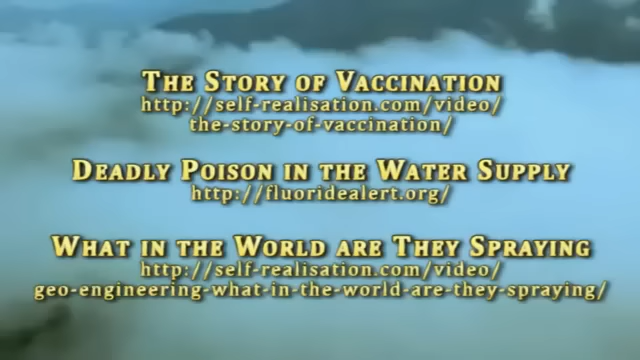 The Story of Vaccination
http://self-realisation.com/video/
the-story-of-vaccination/
Deadly Poison in the Water Supply
http://fluoridealert.org/
What in the World are They Spraying
http://self-realisation.com/video/
geo-engineering-what-in-the-world-are-they-spraying/